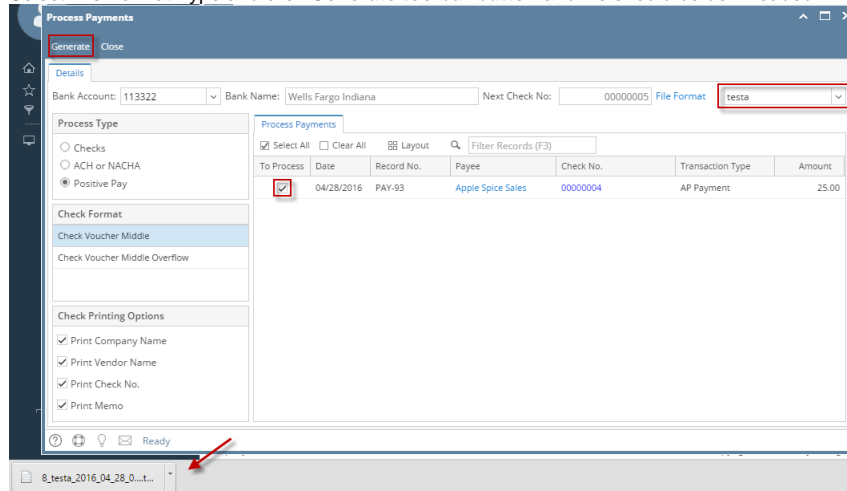 Process Payments
Generate Close
Details
Bank Account: 113322 Bank Name: Wells Fargo Indiana Next Check No: 00000005 File Format testa
Process Type
Checks
ACH or NACHA
Positive Pay
Check Format
Check Voucher Middle
Check Voucher Middle Overflow
Check Printing Options
Print Company Name
Print Vendor Name
Print Check No.
Print Memo
Process Payments
Select All Clear All Layout Filter Records (F3)
To Process Date Record No. Payee Check No. Transaction Type Amount
04/28/2016 PAY-93 Apple Spice Sales 00000004 AP Payment 25.00
Ready
8_testa_2016_04_28_0....t...